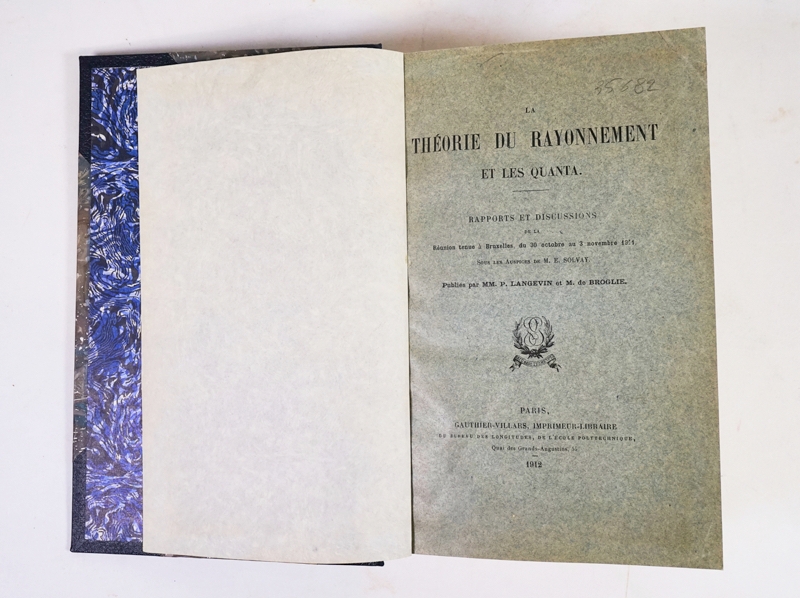 35682
LA
THÉORIE DU RAYONNEMENT
ET LES QUANTA.
RAPPORTS ET DISCUSSIONS
DE LA
Réunion tenue à Bruxelles, du 30 octobre au 3 novembre 1911,
SOUS LES AUSPICES DE M. E. SOLVAY.
Publiés par MM. P. LANGEVIN et M. de BROGLIE.
PARIS,
GAUTHIER-VILLARS, IMPRIMEUR-LIBRAIRE
DU BUREAU DES LONGITUDES, DE L'ÉCOLE POLYTECHNIQUE,
Quai des Grands-Augustins,
1912